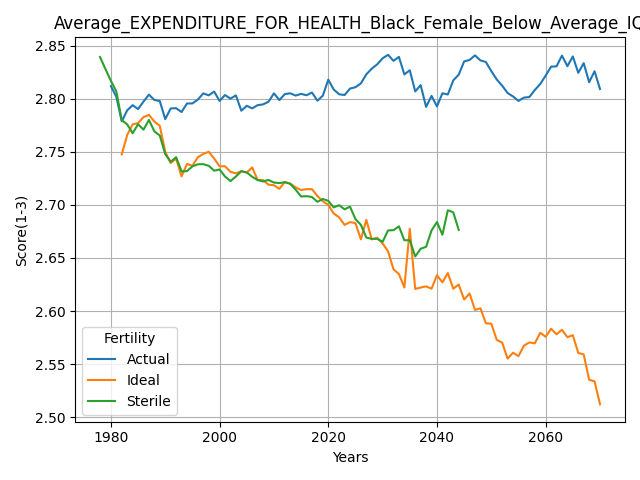 Average_EXPENDITURE_FOR_HEALTH_Black_Female_Below_Average_IQ
2.85
2.80
2.75
2.70
2.65
2.60
2.55
2.50
Score(1-3)
Fertility
Actual
Ideal
Sterile
1980
2000
2020
2040
2060
Years